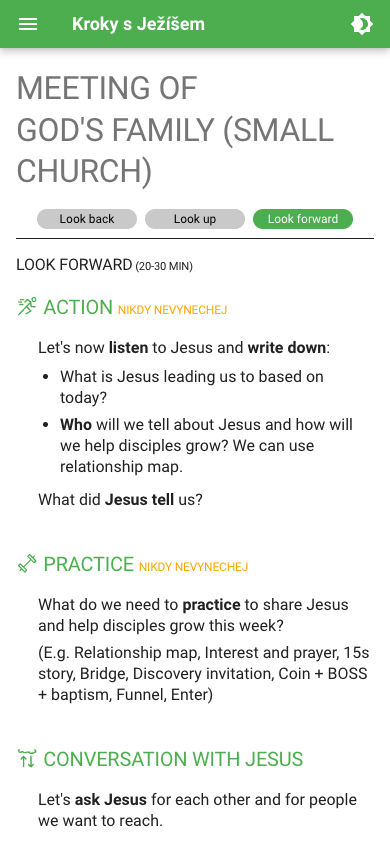 Kroky s Ježíšem
MEETING OF
GOD'S FAMILY (SMALL
CHURCH)
Look back
Look up
Look forward
LOOK FORWARD (20-30 MIN)
ACTION NIKDY NEVYNECHEJ
Let's now listen to Jesus and write down:
• What is Jesus leading us to based on
today?
• Who will we tell about Jesus and how will
we help disciples grow? We can use
relationship map.
What did Jesus tell us?
PRACTICE NIKDY NEVYNECHEJ
What do we need to practice to share Jesus
and help disciples grow this week?
(E.g. Relationship map, Interest and prayer, 15s
story, Bridge, Discovery invitation, Coin + BOSS
+ baptism, Funnel, Enter)
CONVERSATION WITH JESUS
Let's ask Jesus for each other and for people
we want to reach.